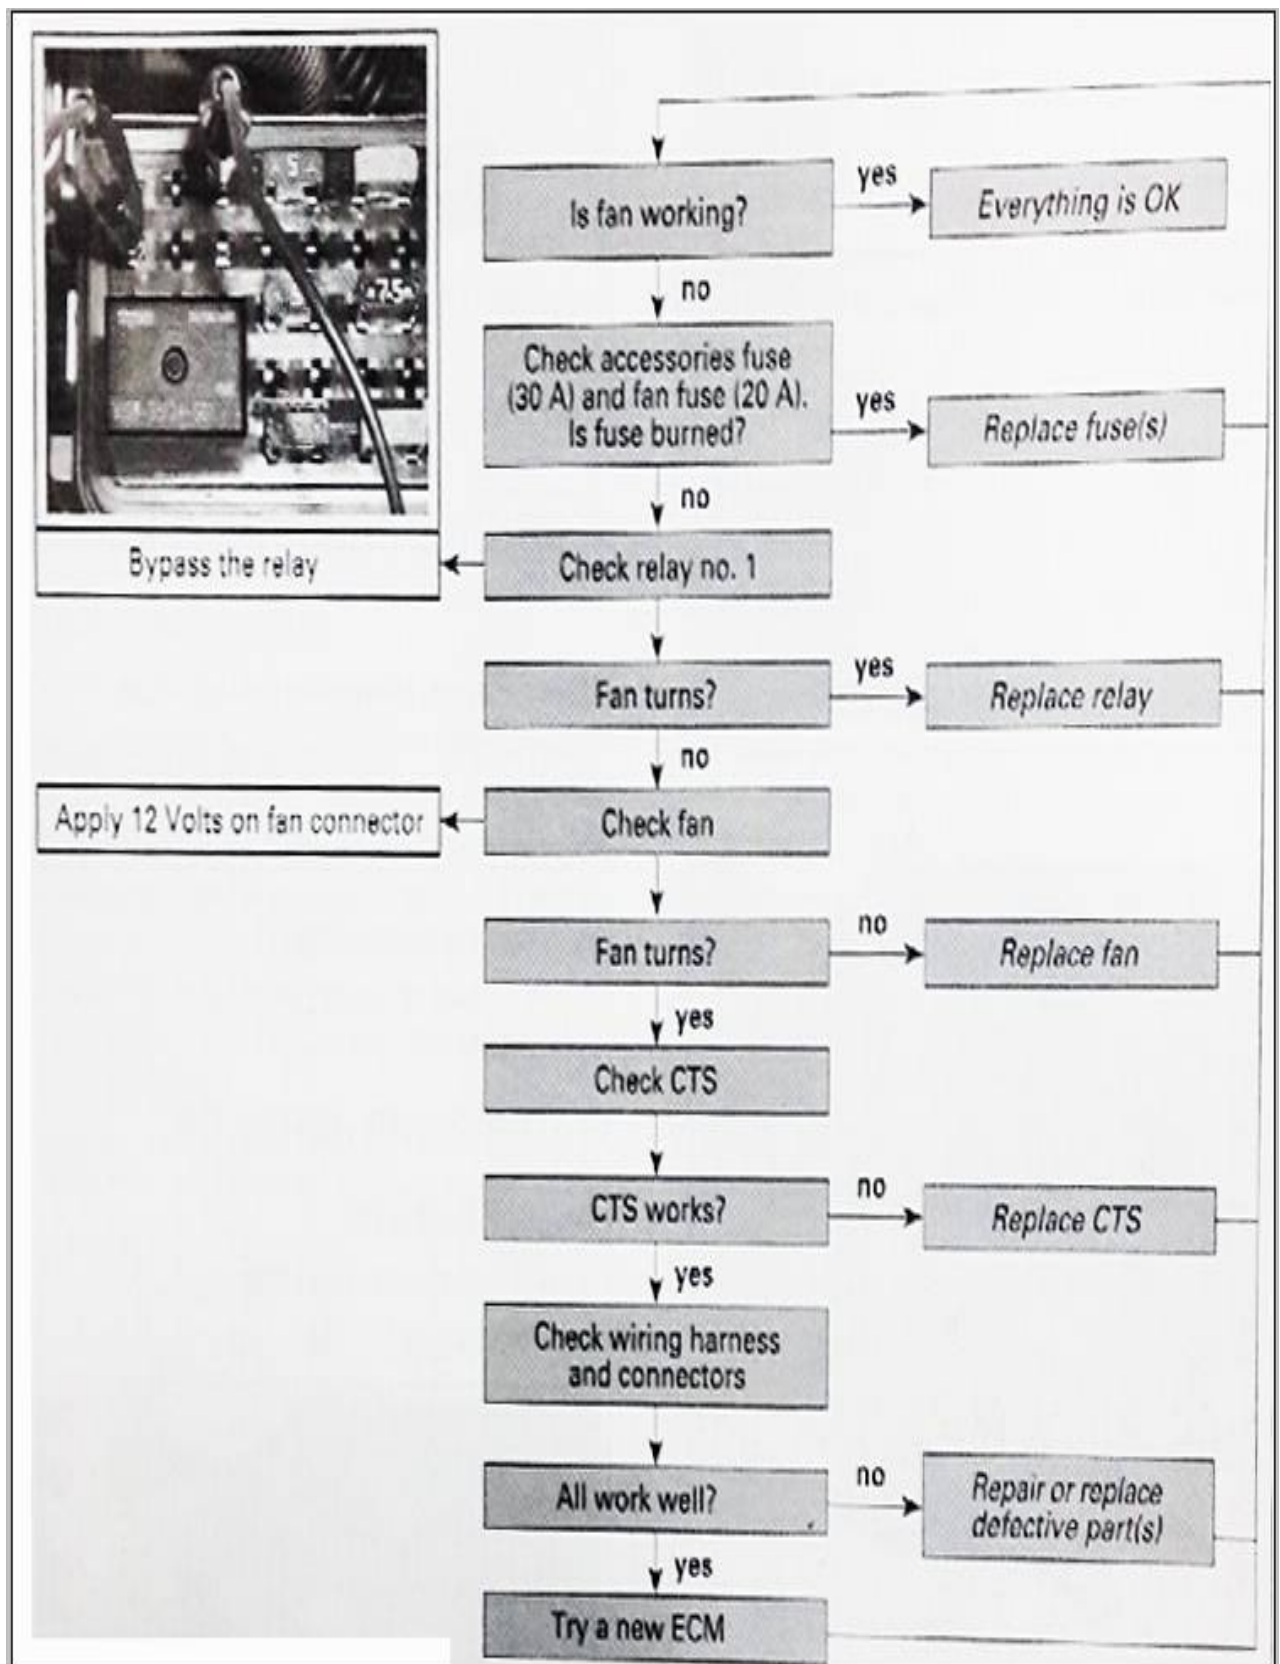 Is fan working?
yes
Everything is OK
no
Check accessories fuse
(30 A) and fan fuse (20 A).
Is fuse burned?
yes
Replace fuse(s)
no
Bypass the relay
Check relay no. 1
Fan turns?
yes
Replace relay
no
Apply 12 Volts on fan connector
Check fan
Fan turns?
no
Replace fan
yes
Check CTS
CTS works?
no
Replace CTS
yes
Check wiring harness
and connectors
All work well?
no
Repair or replace
defective part(s)
yes
Try a new ECM
5
7.5